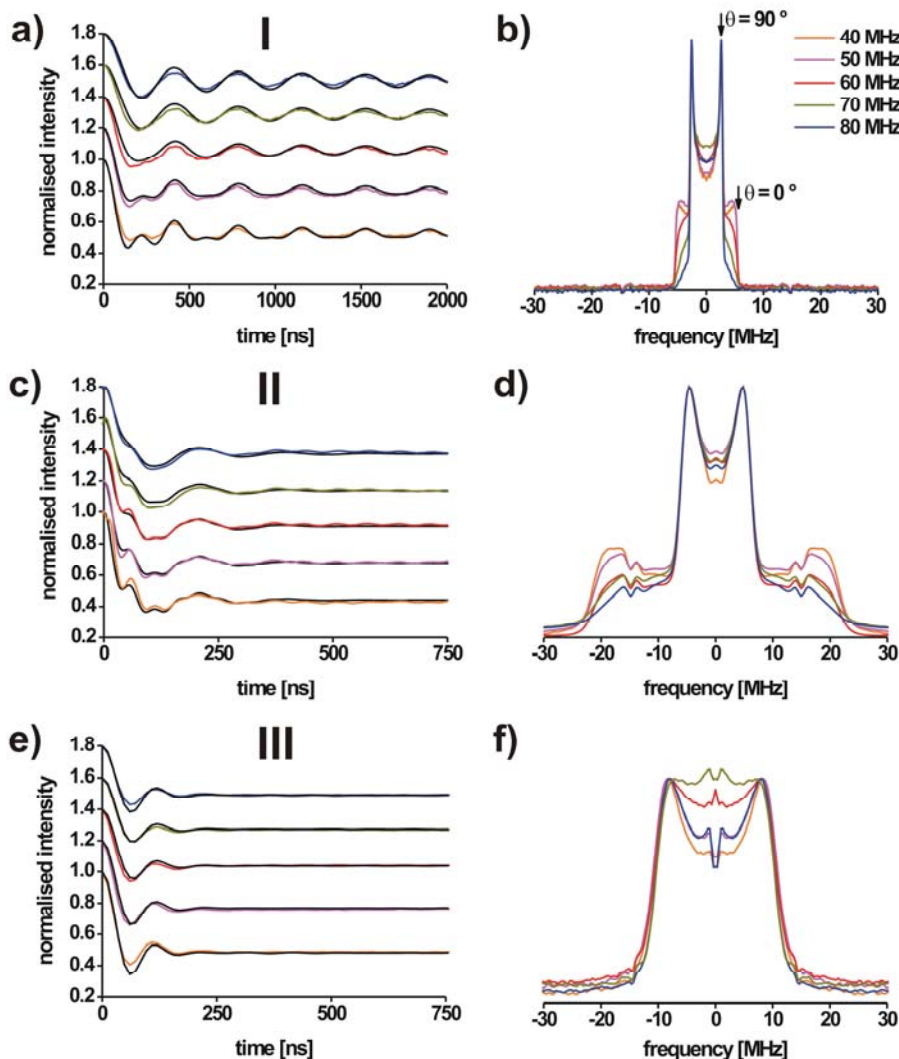 a)
I
normalised intensity
1.8
1.6
1.4
1.2
1.0
0.8
0.6
0.4
0.2
0
500
1000
1500
2000
time [ns]
b)
θ = 90 °
θ = 0 °
40 MHz
50 MHz
60 MHz
70 MHz
80 MHz
-30
-20
-10
0
10
20
30
frequency [MHz]
c)
II
normalised intensity
1.8
1.6
1.4
1.2
1.0
0.8
0.6
0.4
0.2
0
250
500
750
time [ns]
d)
-30
-20
-10
0
10
20
30
frequency [MHz]
e)
III
normalised intensity
1.8
1.6
1.4
1.2
1.0
0.8
0.6
0.4
0
250
500
750
time [ns]
f)
-30
-20
-10
0
10
20
30
frequency [MHz]